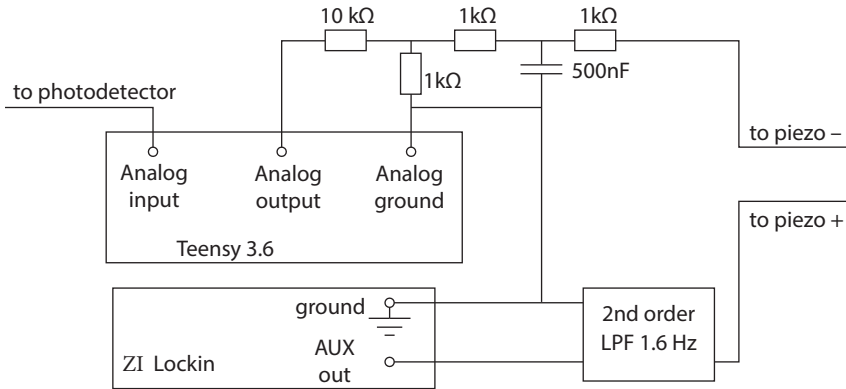 10 kΩ
1kΩ
1kΩ
1kΩ
500nF
to photodetector
to piezo –
Analog
input
Analog
output
Analog
ground
to piezo +
Teensy 3.6
ground
2nd order
LPF 1.6 Hz
AUX
out
ZI Lockin